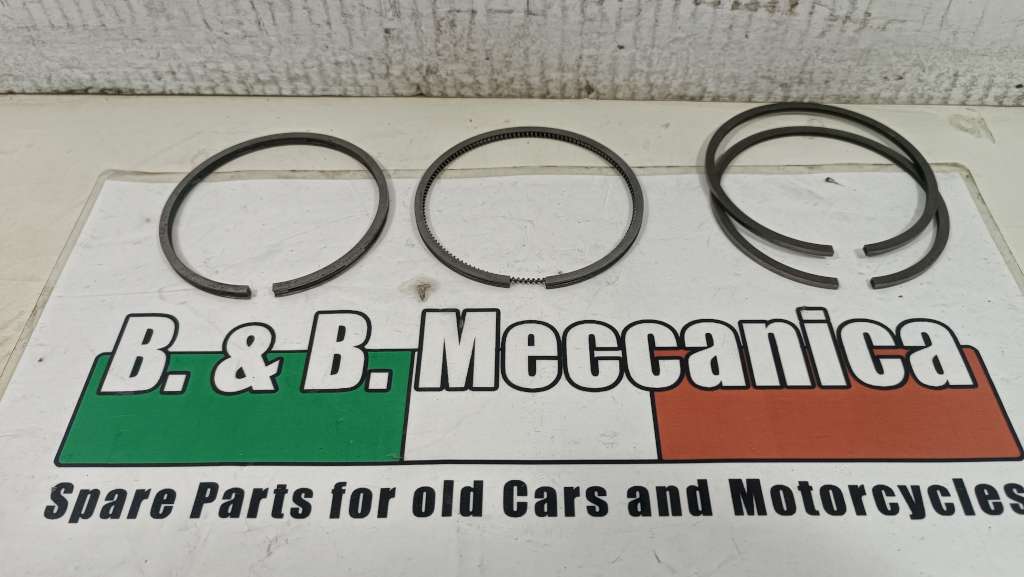 B. & B. Meccanica
Spare Parts for old Cars and Motorcycles